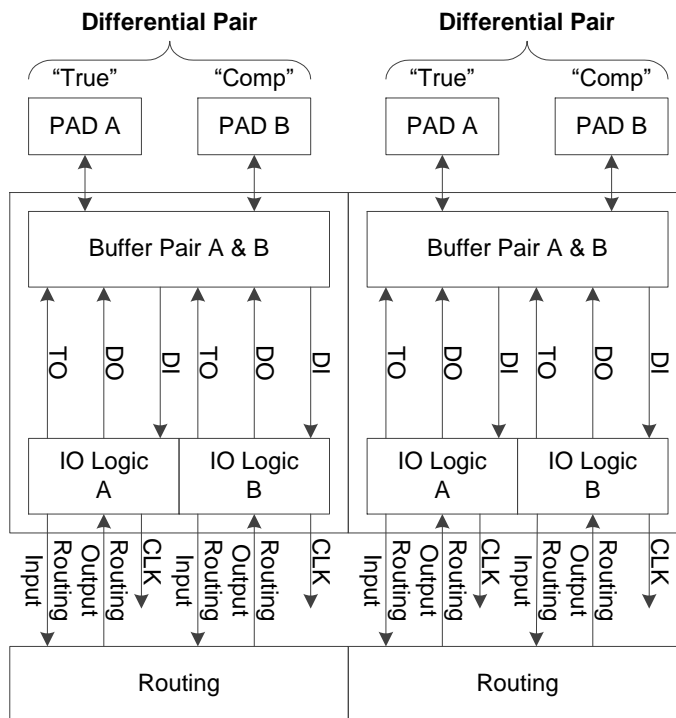 Differential Pair Differential Pair
“True” “Comp” “True” “Comp”
PAD A PAD B PAD A PAD B
Buffer Pair A & B Buffer Pair A & B
TO DO DI TO DO DI TO DO DI TO DO DI
IO Logic IO Logic IO Logic IO Logic
A B A B
Input Routing Output Routing CLK Input Routing Output Routing CLK Input Routing Output Routing CLK Input Routing Output Routing CLK
Routing Routing